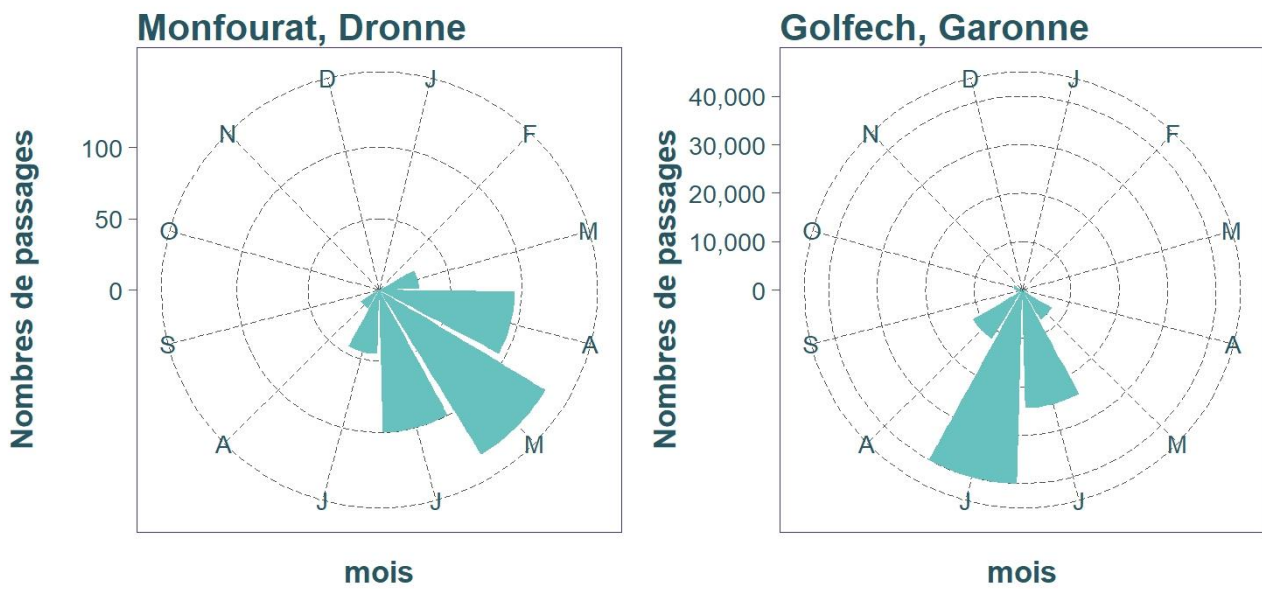 Monfourat, Dronne
Nombres de passages
100
50
0
D
J
N
F
O
M
S
A
A
M
J
J
mois
Golfech, Garonne
Nombres de passages
40,000
30,000
20,000
10,000
0
D
J
N
F
O
M
S
A
A
M
J
J
mois